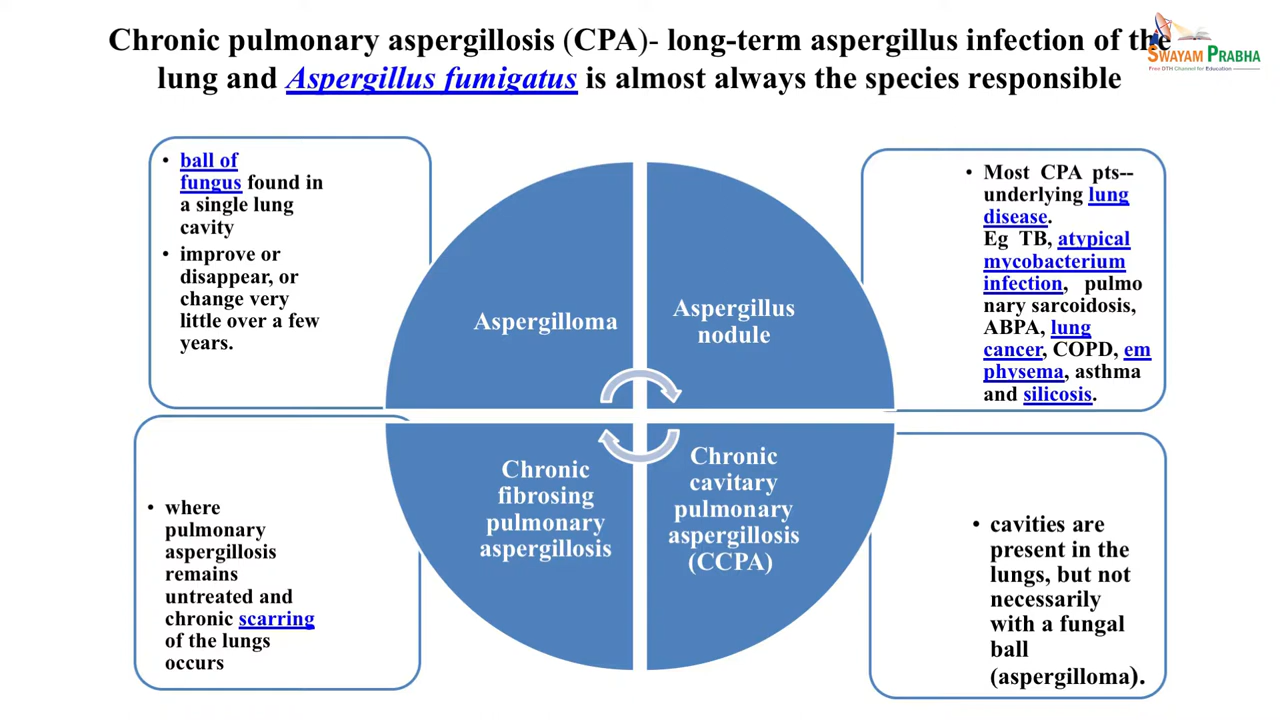 Chronic pulmonary aspergillosis (CPA)- long-term aspergillus infection of the
lung and Aspergillus fumigatus is almost always the species responsible
SWAYAM PRABHA
Free DTH Channel for Education
• ball of
fungus found in
a single lung
cavity
• improve or
disappear, or
change very
little over a few
years.
Aspergilloma
Aspergillus
nodule
• Most CPA pts--
underlying lung
disease.
Eg TB, atypical
mycobacterium
infection, pulmo
nary sarcoidosis,
ABPA, lung
cancer, COPD, em
physema, asthma
and silicosis.
• where
pulmonary
aspergillosis
remains
untreated and
chronic scarring
of the lungs
occurs
Chronic
fibrosing
pulmonary
aspergillosis
Chronic
cavitary
pulmonary
aspergillosis
(CCPA)
• cavities are
present in the
lungs, but not
necessarily
with a fungal
ball
(aspergilloma).